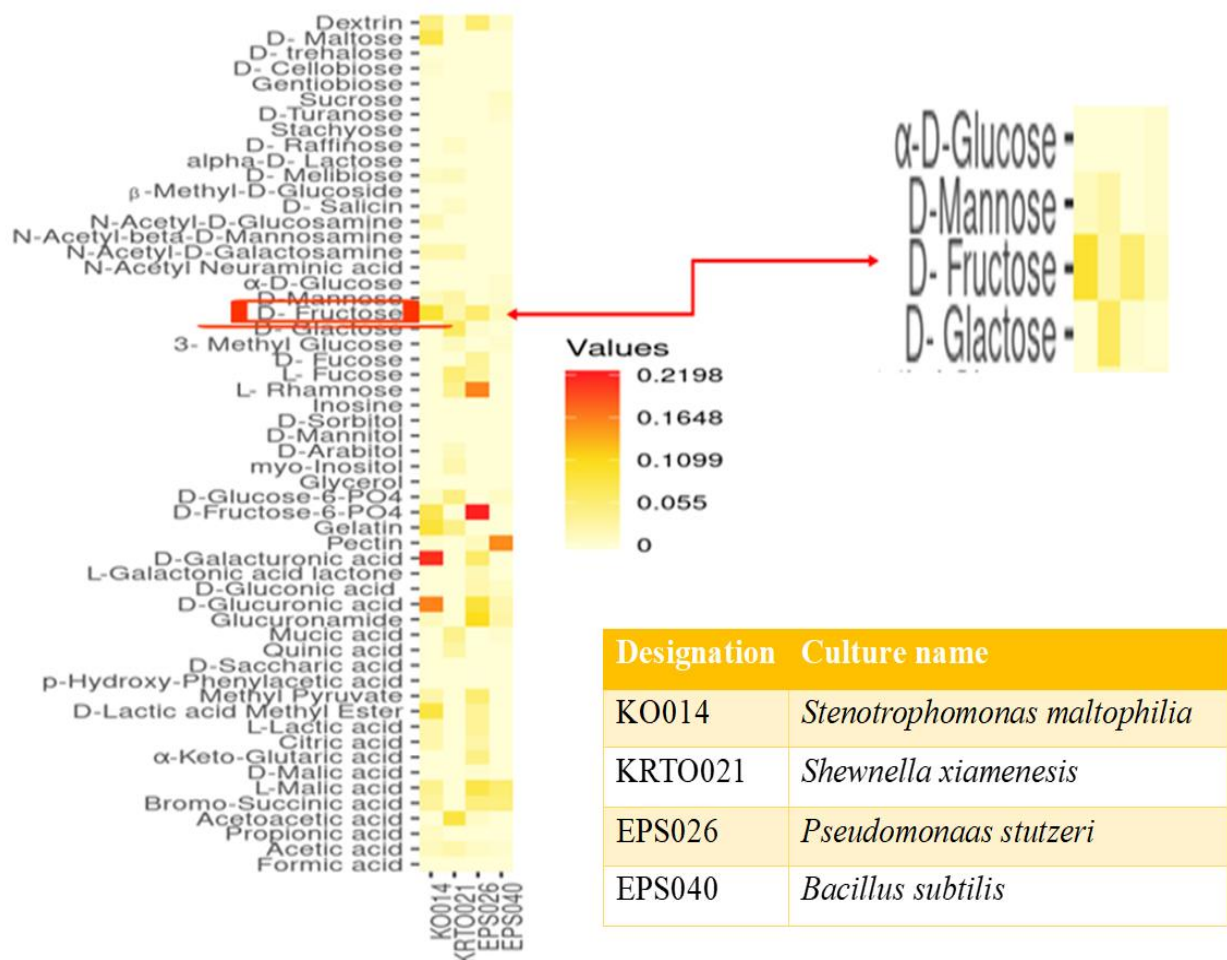 Dextrin
D- Maltose
D- trehalose
D- Cellobiose
Gentiobiose
Sucrose
D-Turanose
Stachyose
D- Raffinose
alpha-D- Lactose
D- Melibiose
β-Methyl-D-Glucoside
D- Salicin
N-Acetyl-D-Glucosamine
N-Acetyl-beta-D-Mannosamine
N-Acetyl-D-Galactosamine
N-Acetyl Neuraminic acid
α-D-Glucose
D-Mannose
D- Fructose
D- Glactose
3- Methyl Glucose
D- Fucose
L- Fucose
L- Rhamnose
Inosine
D-Sorbitol
D-Mannitol
D-Arabitol
myo-Inositol
Glycerol
D-Glucose-6-PO4
D-Fructose-6-PO4
Gelatin
Pectin
D-Galacturonic acid
L-Galactonic acid lactone
D-Gluconic acid
D-Glucuronic acid
Glucuronamide
Mucic acid
Quinic acid
D-Saccharic acid
p-Hydroxy-Phenylacetic acid
Methyl Pyruvate
D-Lactic acid Methyl Ester
L-Lactic acid
Citric acid
α-Keto-Glutaric acid
D-Malic acid
L-Malic acid
Bromo-Succinic acid
Acetoacetic acid
Propionic acid
Acetic acid
Formic acid
KO014
KRTO021
EPS026
EPS040
Values
0.2198
0.1648
0.1099
0.055
0
α-D-Glucose
D-Mannose
D- Fructose
D- Glactose
Designation Culture name
KO014 Stenotrophomonas maltophilia
KRTO021 Shewnella xiamenesis
EPS026 Pseudomonaas stutzeri
EPS040 Bacillus subtilis